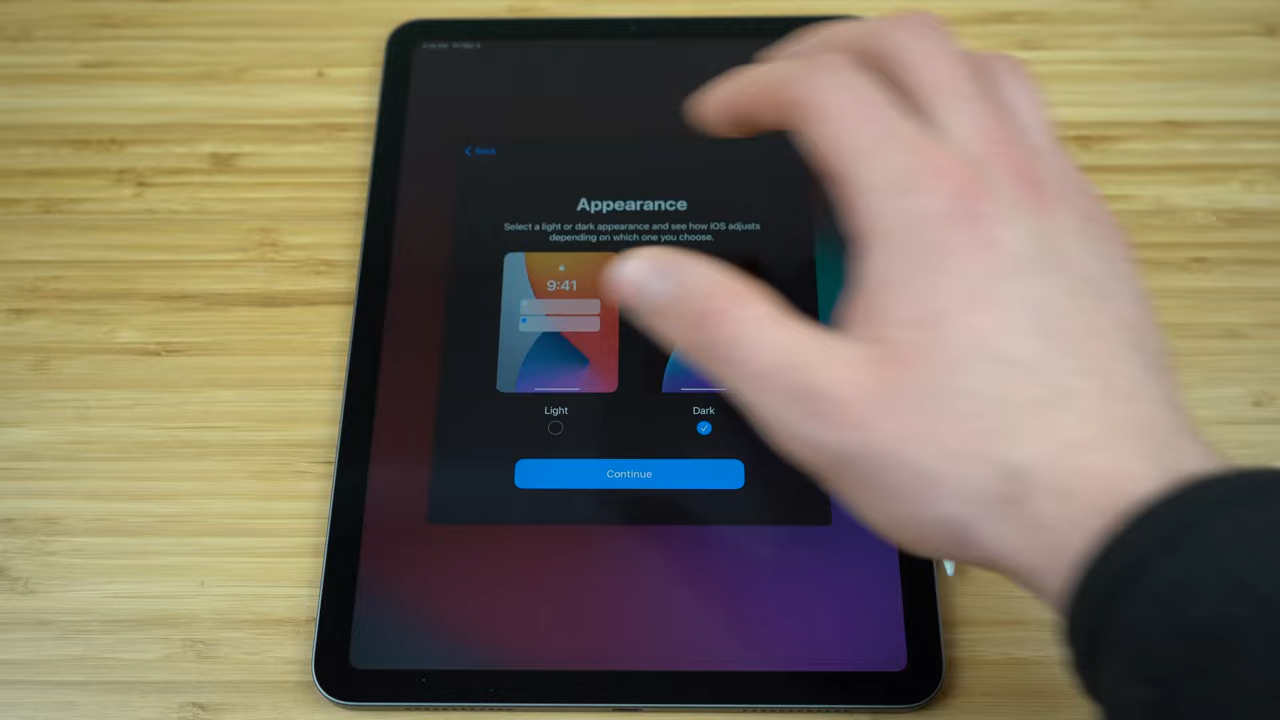 Back
Appearance
Select a light or dark appearance and see how iOS adjusts
depending on which one you choose.
9:41
Light
Dark
Continue